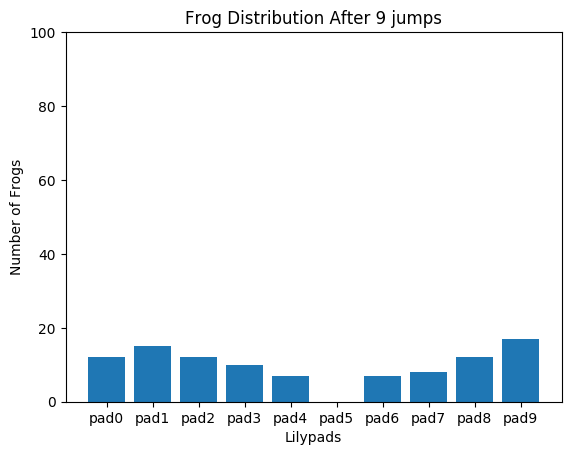 Frog Distribution After 9 jumps
100
80
60
40
20
0
Number of Frogs
pad0 pad1 pad2 pad3 pad4 pad5 pad6 pad7 pad8 pad9
Lilypads